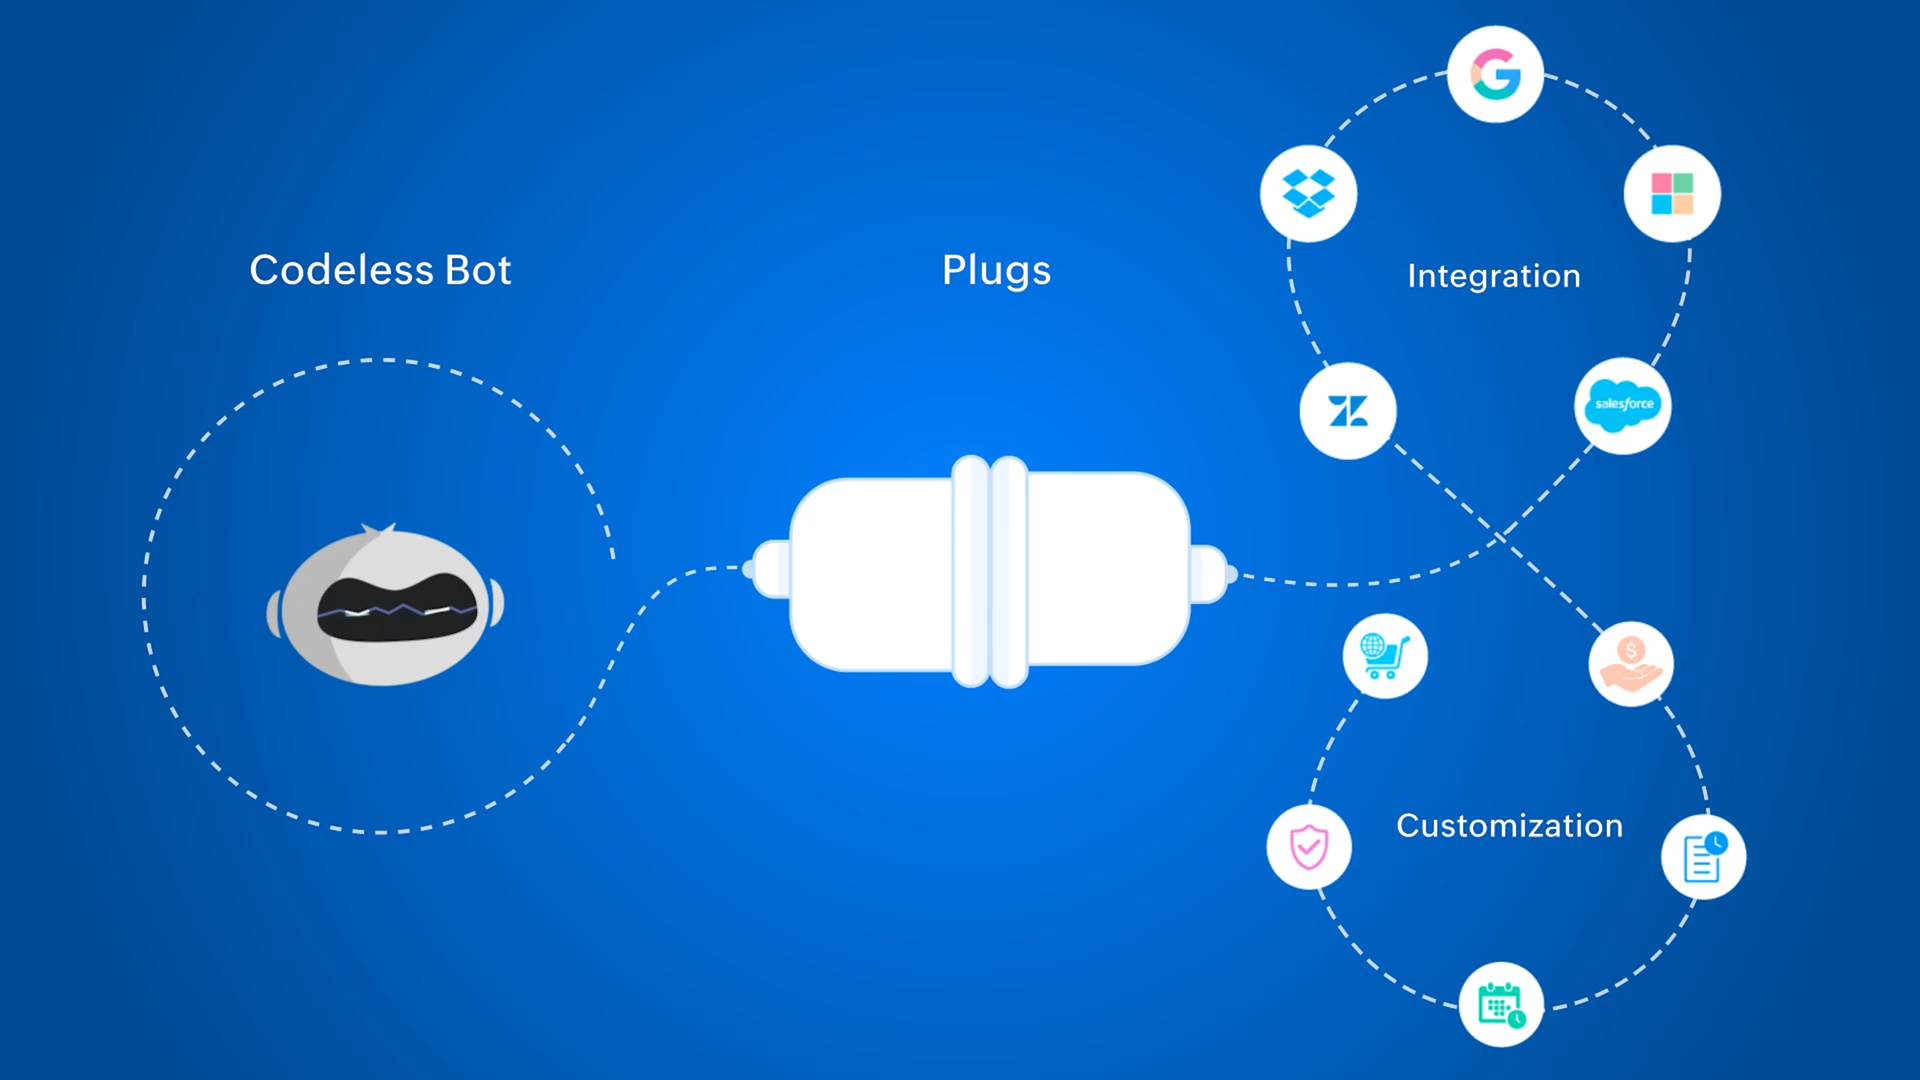 Codeless Bot
Plugs
Integration
salesforce
$
Customization